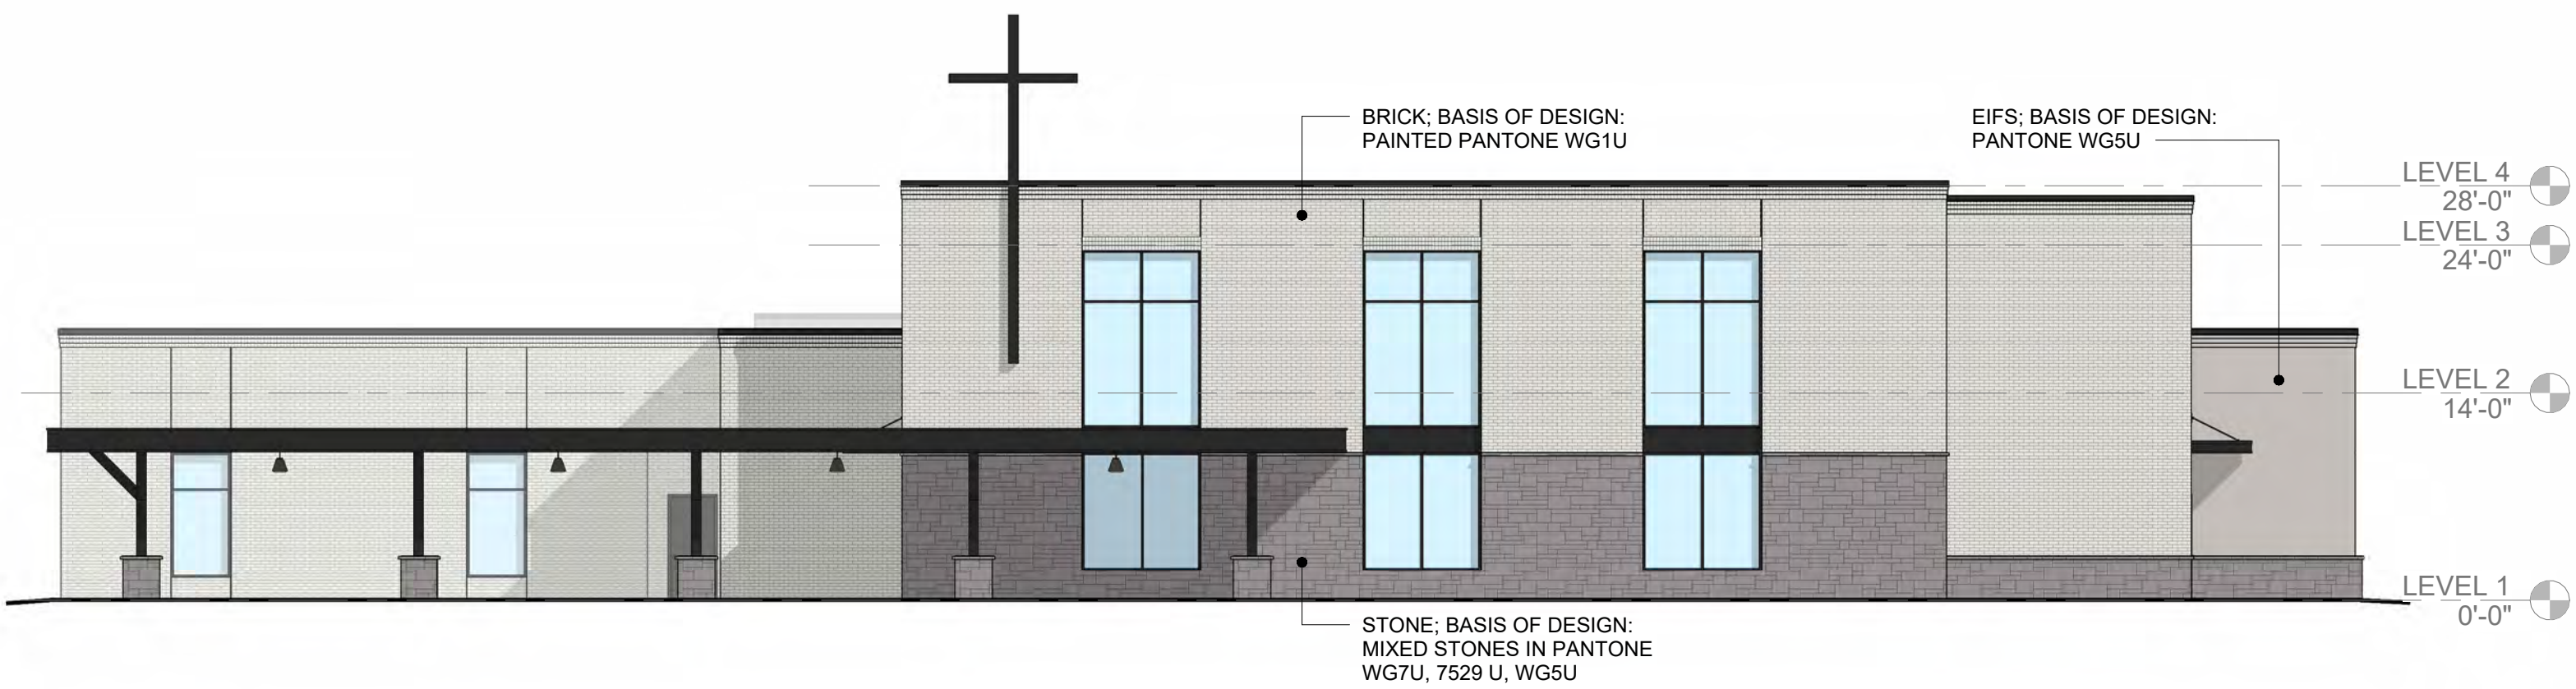 BRICK; BASIS OF DESIGN:
PAINTED PANTONE WG1U
EIFS; BASIS OF DESIGN:
PANTONE WG5U
LEVEL 4
28'-0"
LEVEL 3
24'-0"
LEVEL 2
14'-0"
LEVEL 1
0'-0"
STONE; BASIS OF DESIGN:
MIXED STONES IN PANTONE
WG7U, 7529 U, WG5U